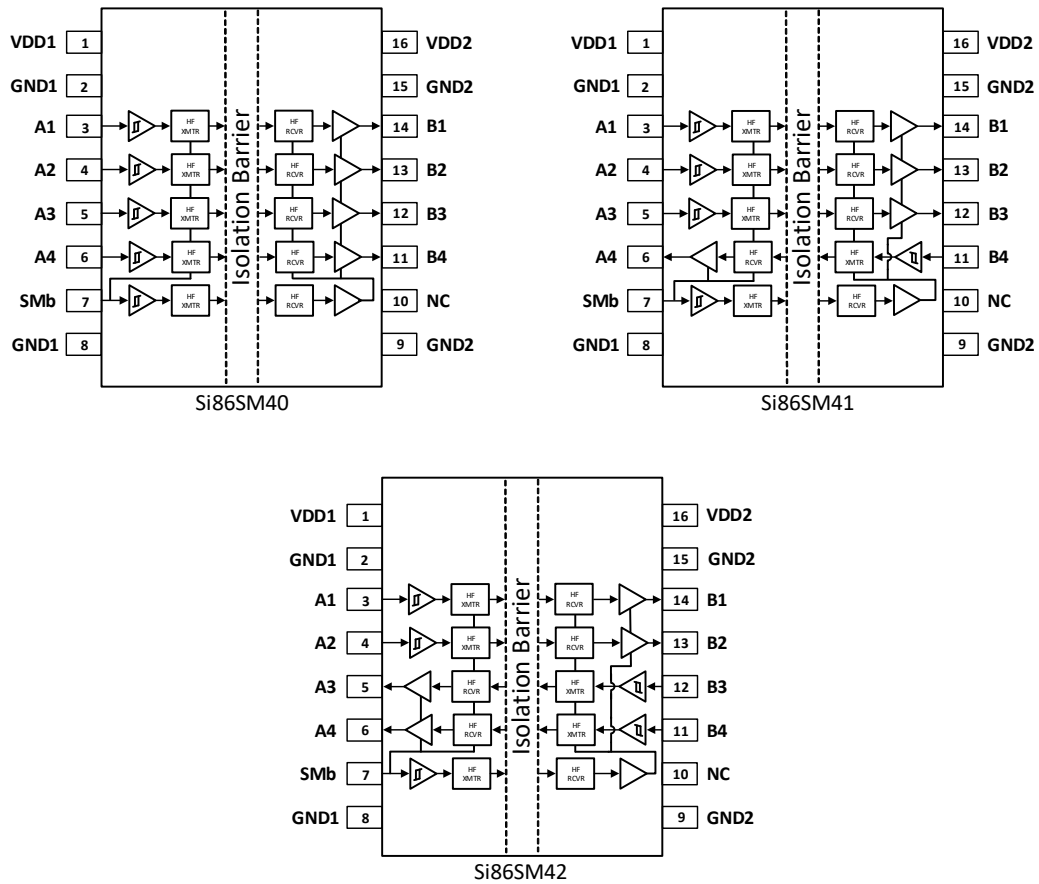 VDD1 1 16 VDD2
GND1 2 15 GND2
A1 3 HF XMTR HF RCVR 14 B1
A2 4 HF XMTR HF RCVR 13 B2
A3 5 HF XMTR HF RCVR 12 B3
A4 6 HF XMTR HF RCVR 11 B4
SMb 7 HF XMTR HF RCVR 10 NC
GND1 8 9 GND2
Isolation Barrier
Si86SM40
VDD1 1 16 VDD2
GND1 2 15 GND2
A1 3 HF XMTR HF RCVR 14 B1
A2 4 HF XMTR HF RCVR 13 B2
A3 5 HF XMTR HF RCVR 12 B3
A4 6 HF RCVR HF XMTR 11 B4
SMb 7 HF XMTR HF RCVR 10 NC
GND1 8 9 GND2
Isolation Barrier
Si86SM41
VDD1 1 16 VDD2
GND1 2 15 GND2
A1 3 HF XMTR HF RCVR 14 B1
A2 4 HF XMTR HF RCVR 13 B2
A3 5 HF RCVR HF XMTR 12 B3
A4 6 HF RCVR HF XMTR 11 B4
SMb 7 HF XMTR HF RCVR 10 NC
GND1 8 9 GND2
Isolation Barrier
Si86SM42